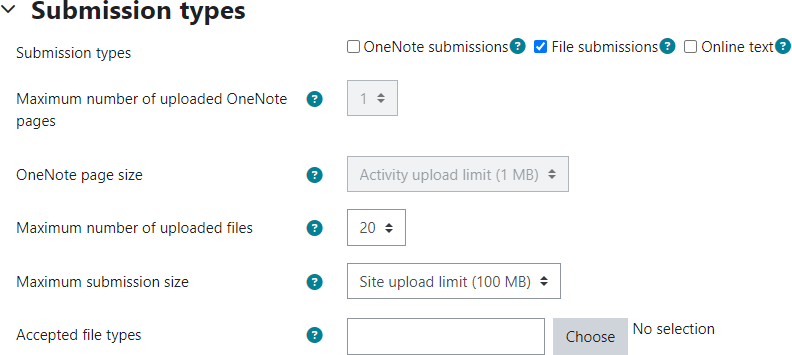 Submission types
Submission types OneNote submissions ? File submissions ? Online text ?
Maximum number of uploaded OneNote pages ? 1
OneNote page size ? Activity upload limit (1 MB)
Maximum number of uploaded files ? 20
Maximum submission size ? Site upload limit (100 MB)
Accepted file types ? Choose No selection